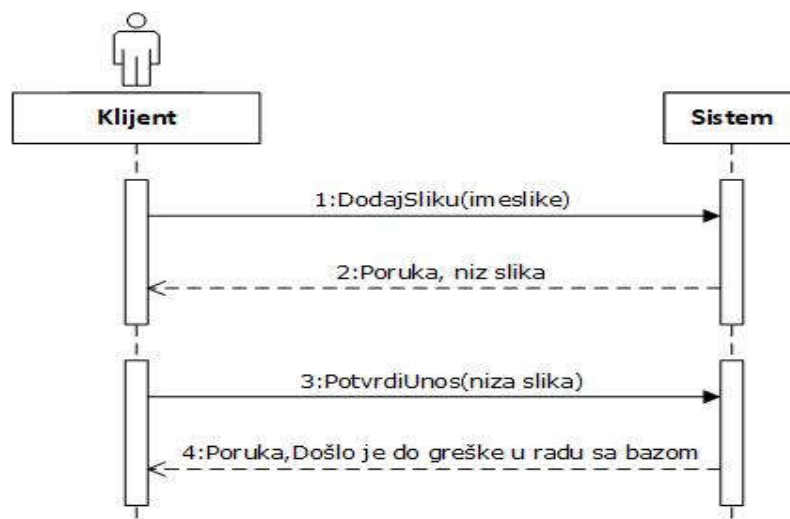 Klijent
Sistem
1:DodajSliku(imeslike)
2:Poruka, niz slika
3:PotvrdiUnos(niza slika)
4:Poruka,Došlo je do greške u radu sa bazom